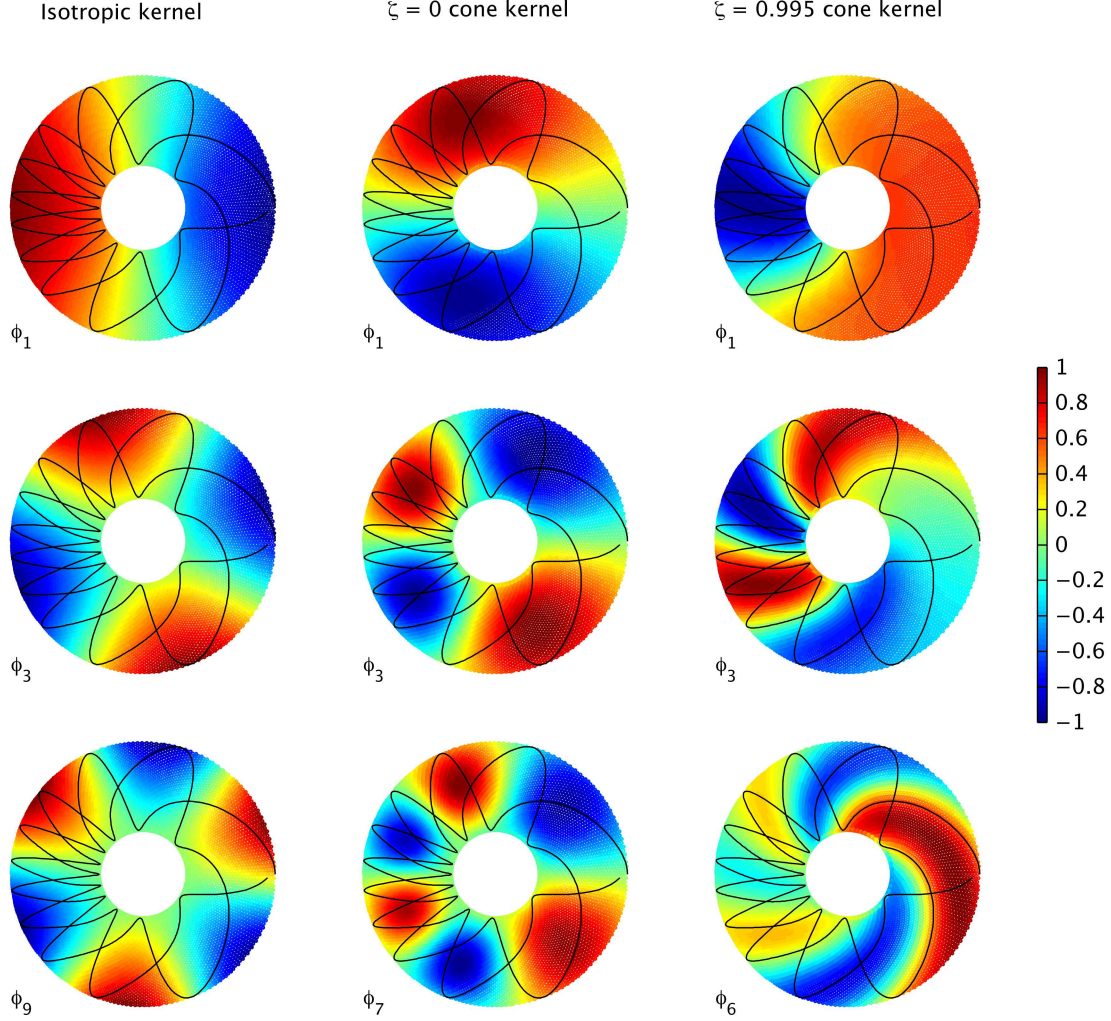 Isotropic kernel
ζ = 0 cone kernel
ζ = 0.995 cone kernel
ϕ1
ϕ1
ϕ1
ϕ3
ϕ3
ϕ3
1
0.8
0.6
0.4
0.2
0
−0.2
−0.4
−0.6
−0.8
−1
ϕ9
ϕ7
ϕ6